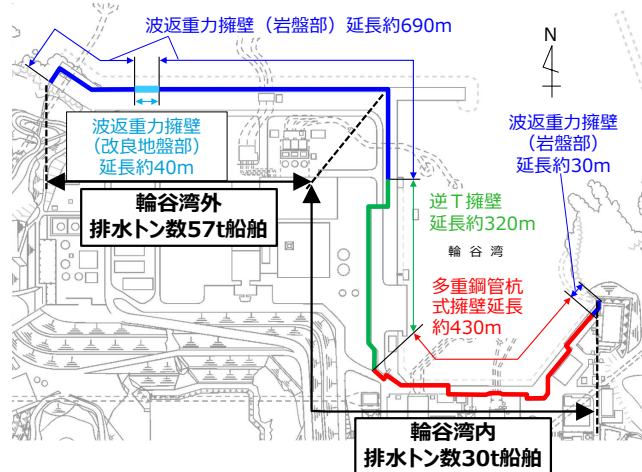 波返重力擁壁（岩盤部）延長約690m
N
波返重力擁壁
（改良地盤部）
延長約40m
波返重力擁壁
（岩盤部）
延長約30m
輪谷湾外
排水トン数57t船舶
逆Ｔ擁壁
延長約320m
輪谷湾
多重鋼管杭
式擁壁延長
約430m
輪谷湾内
排水トン数30t船舶